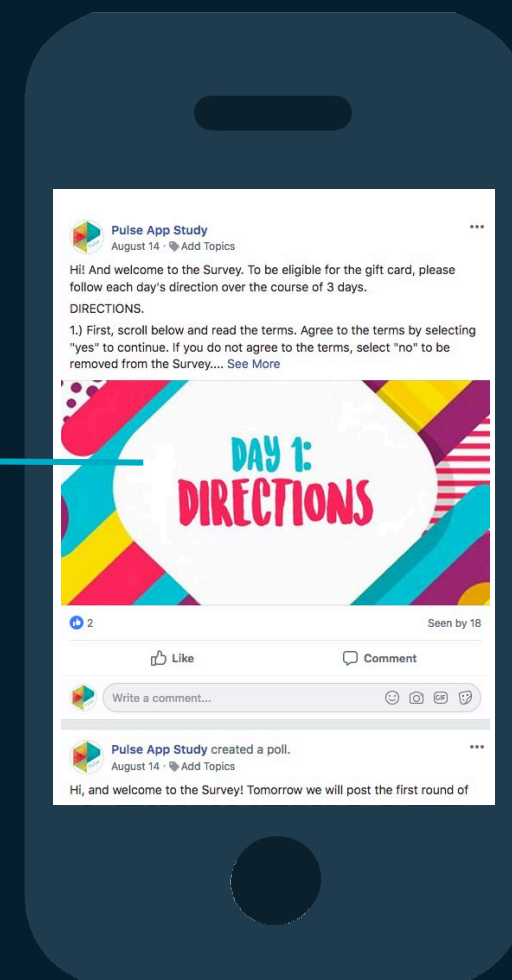 Pulse App Study
August 14 · Add Topics
Hi! And welcome to the Survey. To be eligible for the gift card, please
follow each day's direction over the course of 3 days.
DIRECTIONS.
1.) First, scroll below and read the terms. Agree to the terms by selecting
"yes" to continue. If you do not agree to the terms, select "no" to be
removed from the Survey.... See More
DAY 1:
DIRECTIONS
2
Seen by 18
Like
Comment
Write a comment...
GIF
Pulse App Study created a poll.
August 14 · Add Topics
Hi, and welcome to the Survey! Tomorrow we will post the first round of